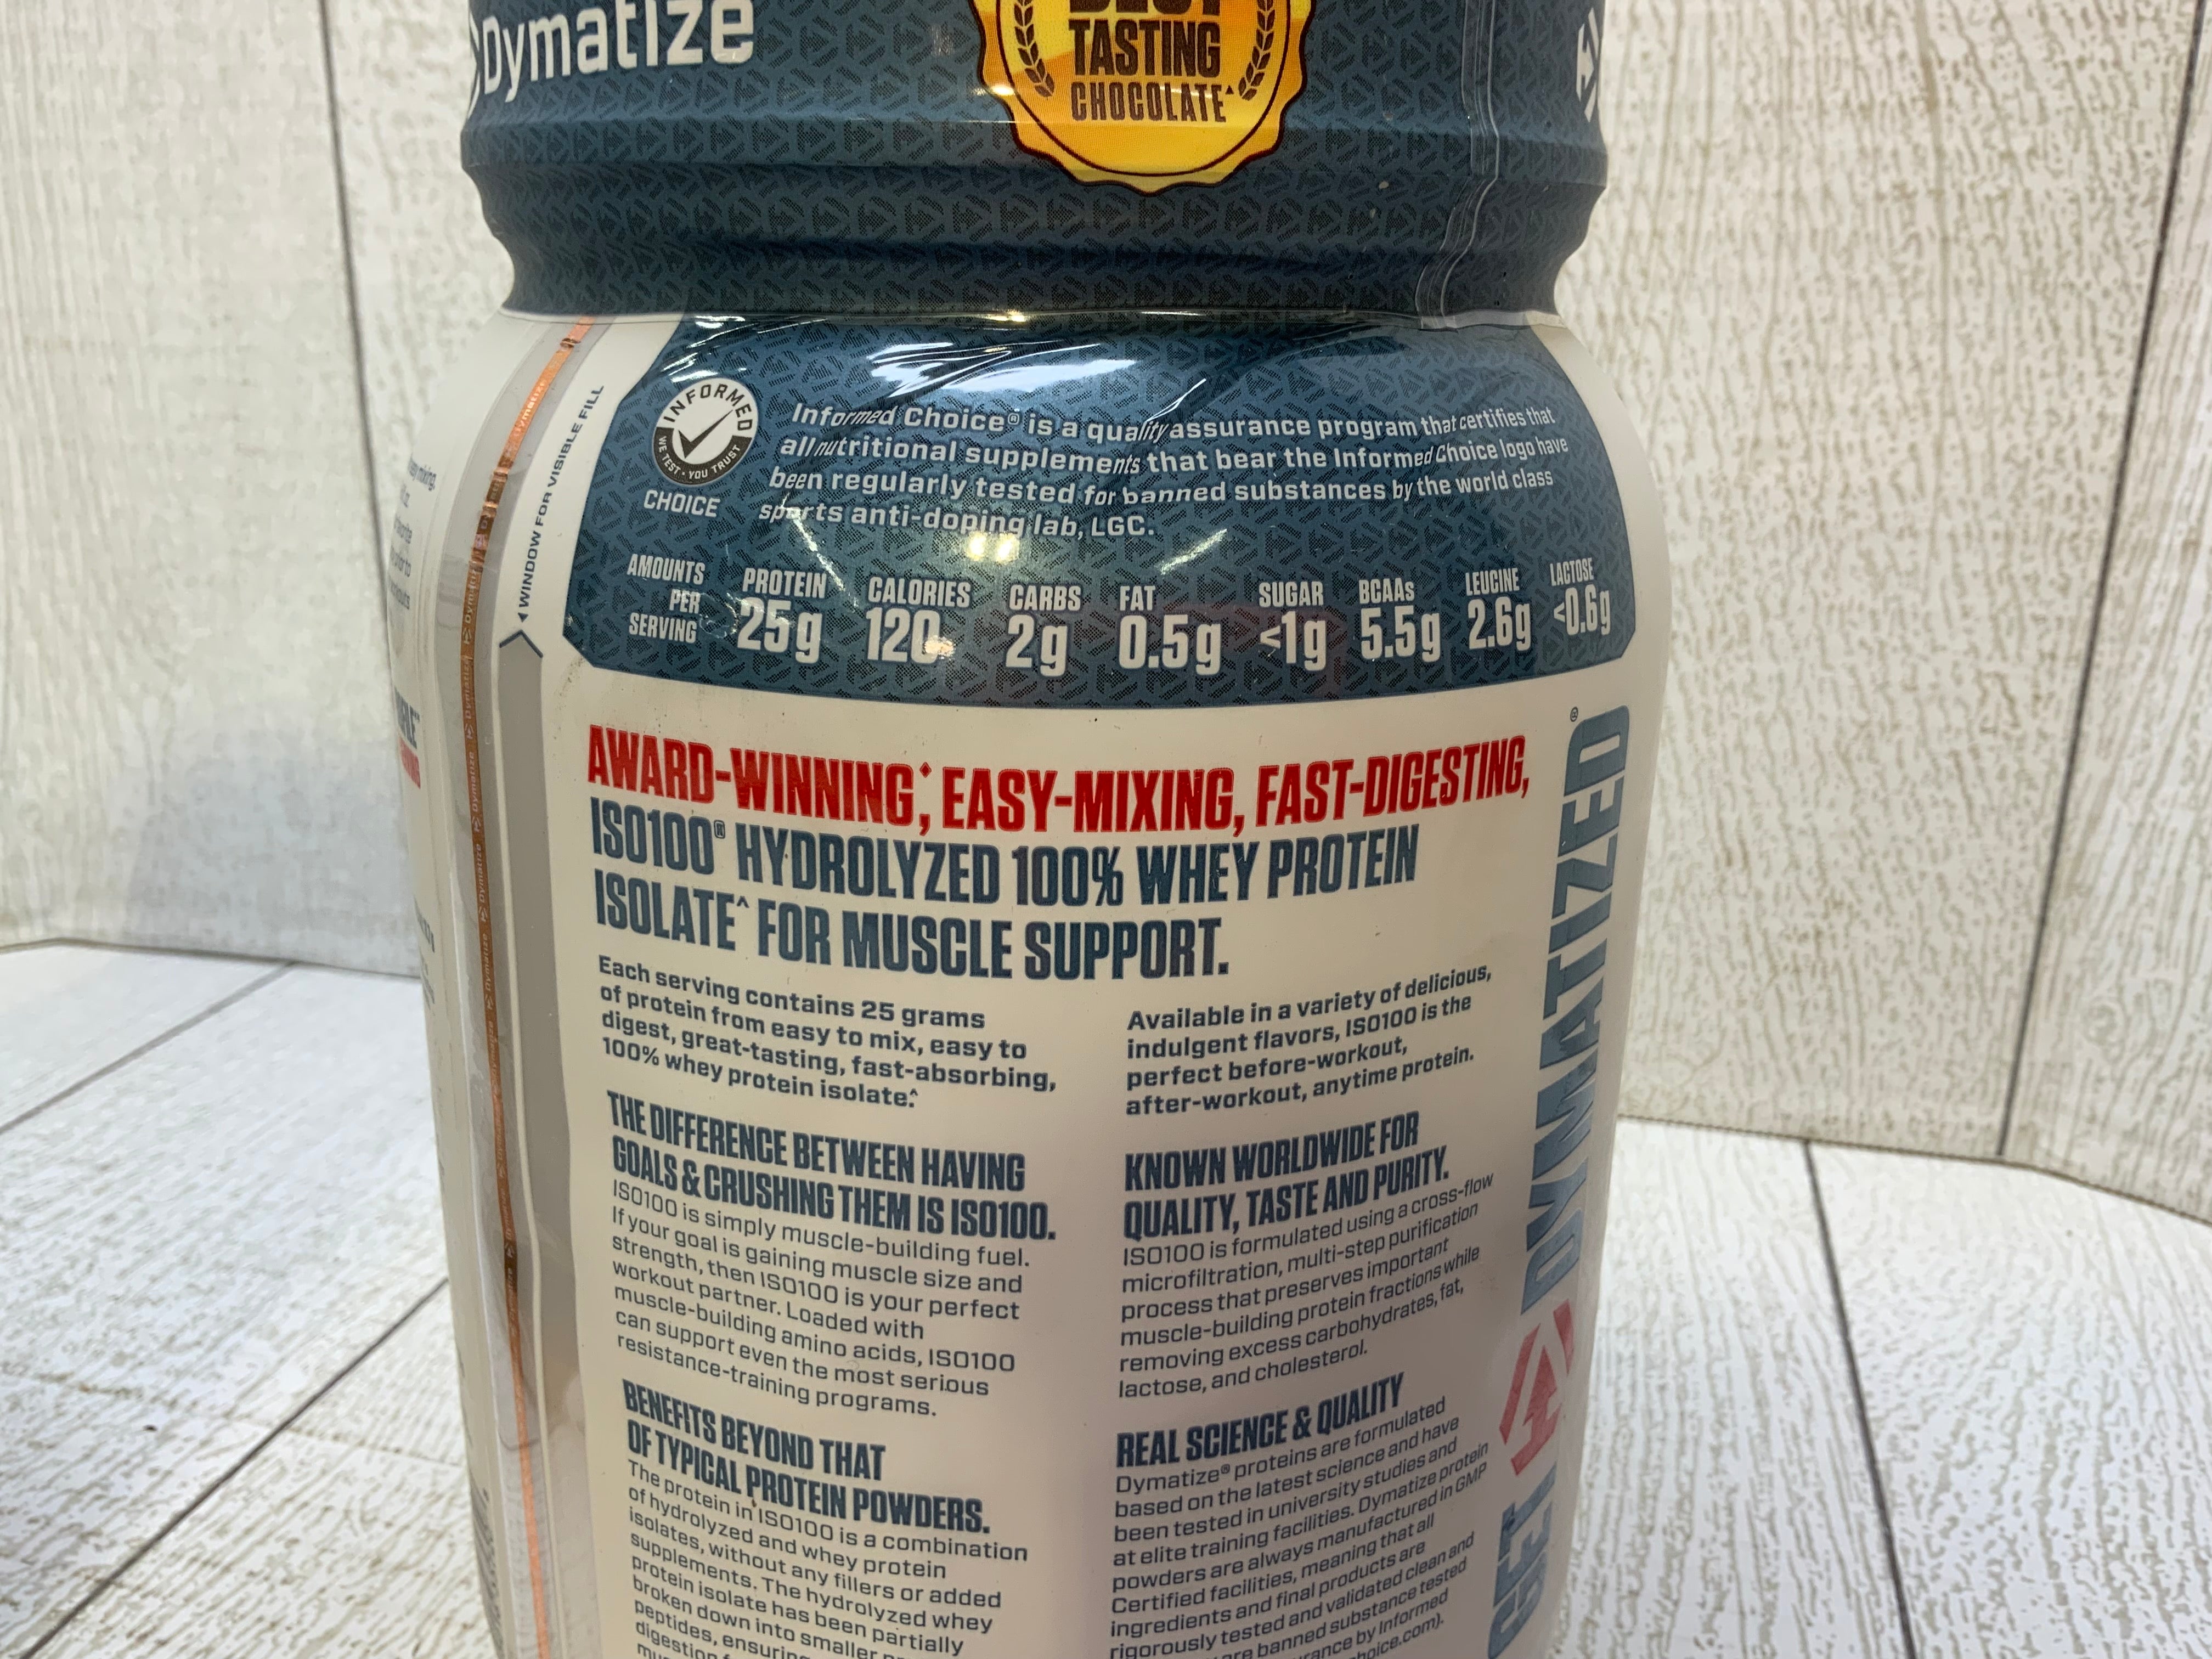 Dymatize
TASTING
CHOCOLATE^
INFORMED
WE TEST · YOU TRUST
CHOICE
Informed Choice® is a quality assurance program that certifies that
all nutritional supplements that bear the Informed Choice logo have
been regularly tested for banned substances by the world class
sports anti-doping lab, LGC.
WINDOW FOR VISIBLE FILL
AMOUNTS
PER
SERVING
PROTEIN
25g
CALORIES
120
CARBS
2g
FAT
0.5g
SUGAR
<1g
BCAAs
5.5g
LEUCINE
2.6g
LACTOSE
<0.6g
AWARD-WINNING,♦ EASY-MIXING, FAST-DIGESTING,
ISO100® HYDROLYZED 100% WHEY PROTEIN
ISOLATE^ FOR MUSCLE SUPPORT.
Each serving contains 25 grams
of protein from easy to mix, easy to
digest, great-tasting, fast-absorbing,
100% whey protein isolate.^
THE DIFFERENCE BETWEEN HAVING
GOALS & CRUSHING THEM IS ISO100.
ISO100 is simply muscle-building fuel.
If your goal is gaining muscle size and
strength, then ISO100 is your perfect
workout partner. Loaded with
muscle-building amino acids, ISO100
can support even the most serious
resistance-training programs.
BENEFITS BEYOND THAT
OF TYPICAL PROTEIN POWDERS.
The protein in ISO100 is a combination
of hydrolyzed and whey protein
isolates, without any fillers or added
supplements. The hydrolyzed whey
protein isolate has been partially
broken down into smaller
peptides, ensuring
digestion
Available in a variety of delicious,
indulgent flavors, ISO100 is the
perfect before-workout,
after-workout, anytime protein.
KNOWN WORLDWIDE FOR
QUALITY, TASTE AND PURITY.
ISO100 is formulated using a cross-flow
microfiltration, multi-step purification
process that preserves important
muscle-building protein fractions while
removing excess carbohydrates, fat,
lactose, and cholesterol.
REAL SCIENCE & QUALITY
Dymatize® proteins are formulated
based on the latest science and have
been tested in university studies and
at elite training facilities. Dymatize protein
powders are always manufactured in GMP
Certified facilities, meaning that all
ingredients and final products are
rigorously tested and validated clean and
are banned substance tested
by Informed
choice.com).
GET DYMATIZED®